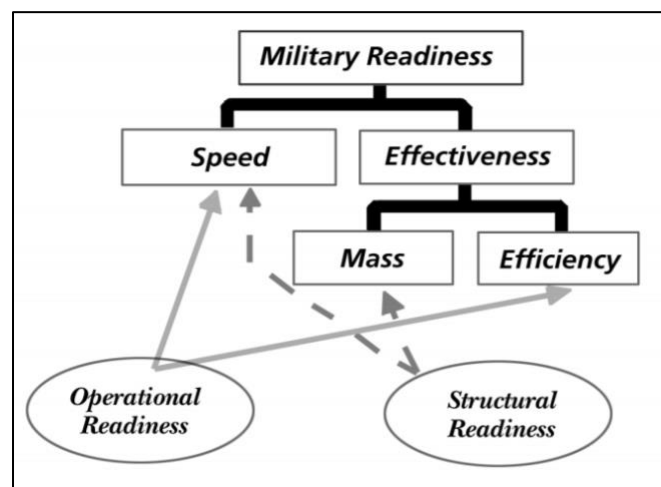 Military Readiness
Speed
Effectiveness
Mass
Efficiency
Operational
Readiness
Structural
Readiness